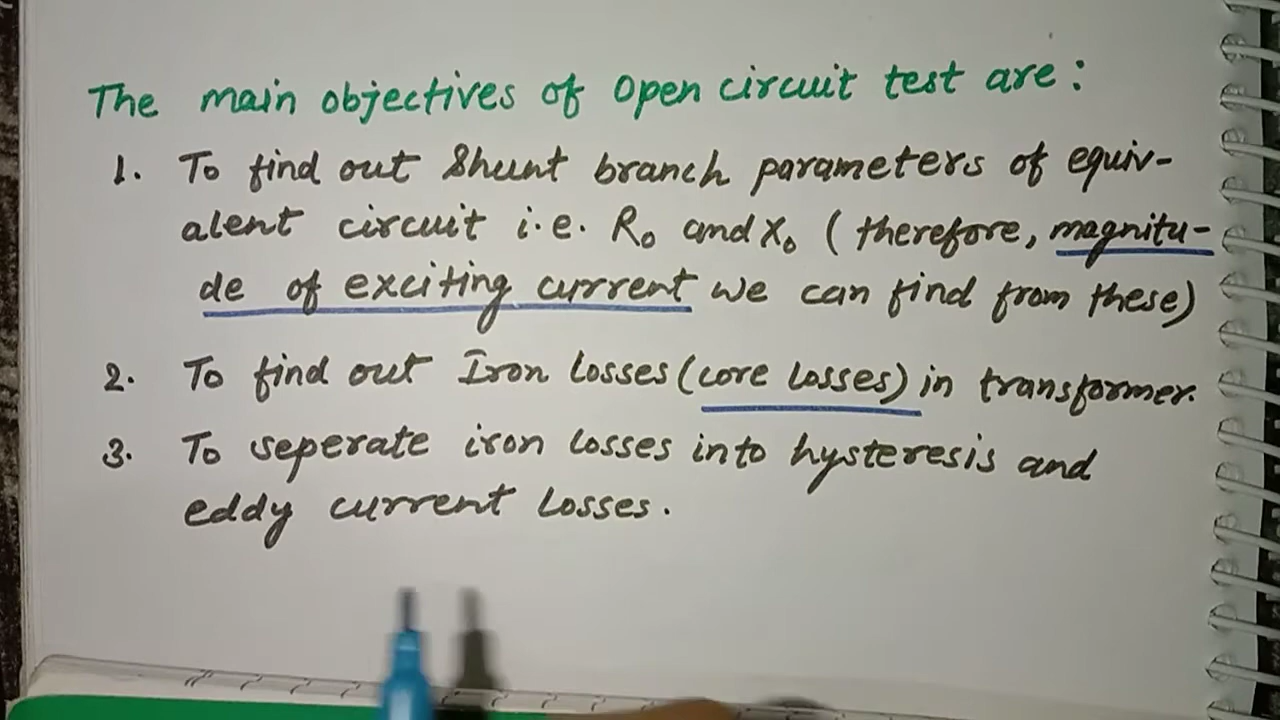 The main objectives of Open circuit test are:
1. To find out Shunt branch parameters of equiv-
alent circuit i.e. R₀ and X₀ (therefore, magnitu-
de of exciting current we can find from these)
2. To find out Iron losses (core losses) in transformer.
3. To seperate iron losses into hysteresis and
eddy current losses.